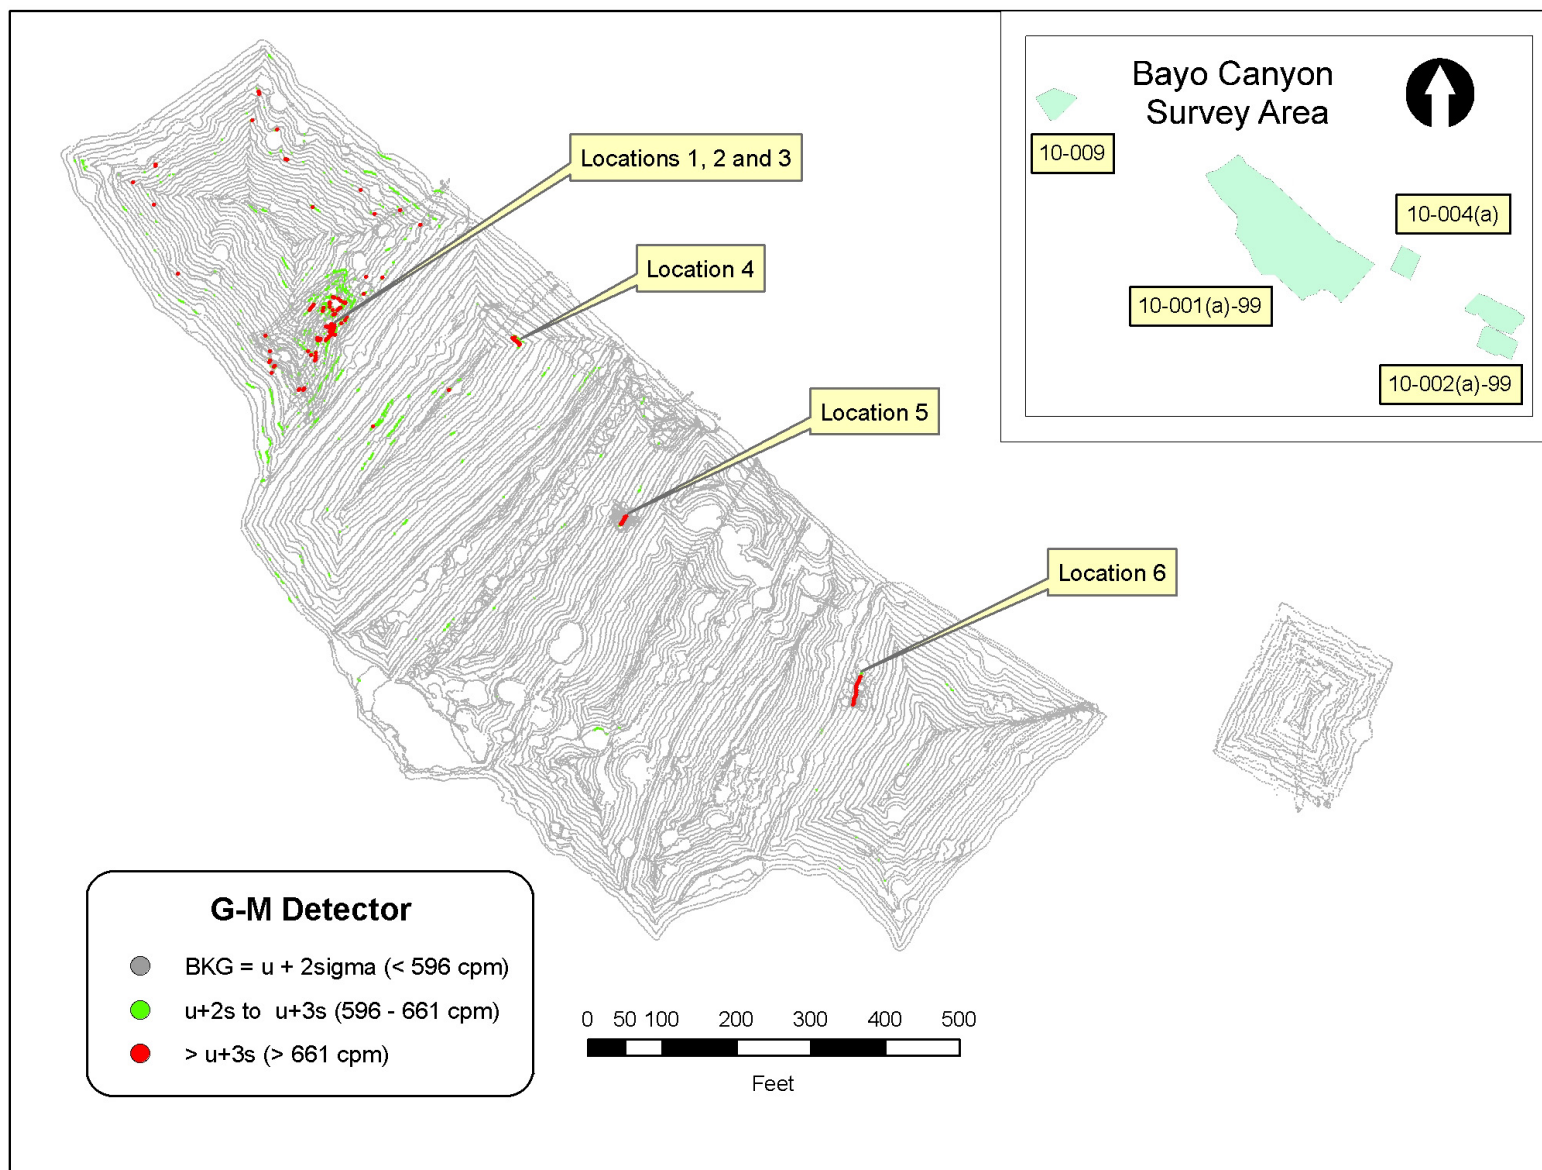 Bayo Canyon
Survey Area
10-009
10-004(a)
10-001(a)-99
10-002(a)-99
Locations 1, 2 and 3
Location 4
Location 5
Location 6
G-M Detector
BKG = u + 2sigma (< 596 cpm)
u+2s to u+3s (596 - 661 cpm)
> u+3s (> 661 cpm)
0 50 100 200 300 400 500
Feet